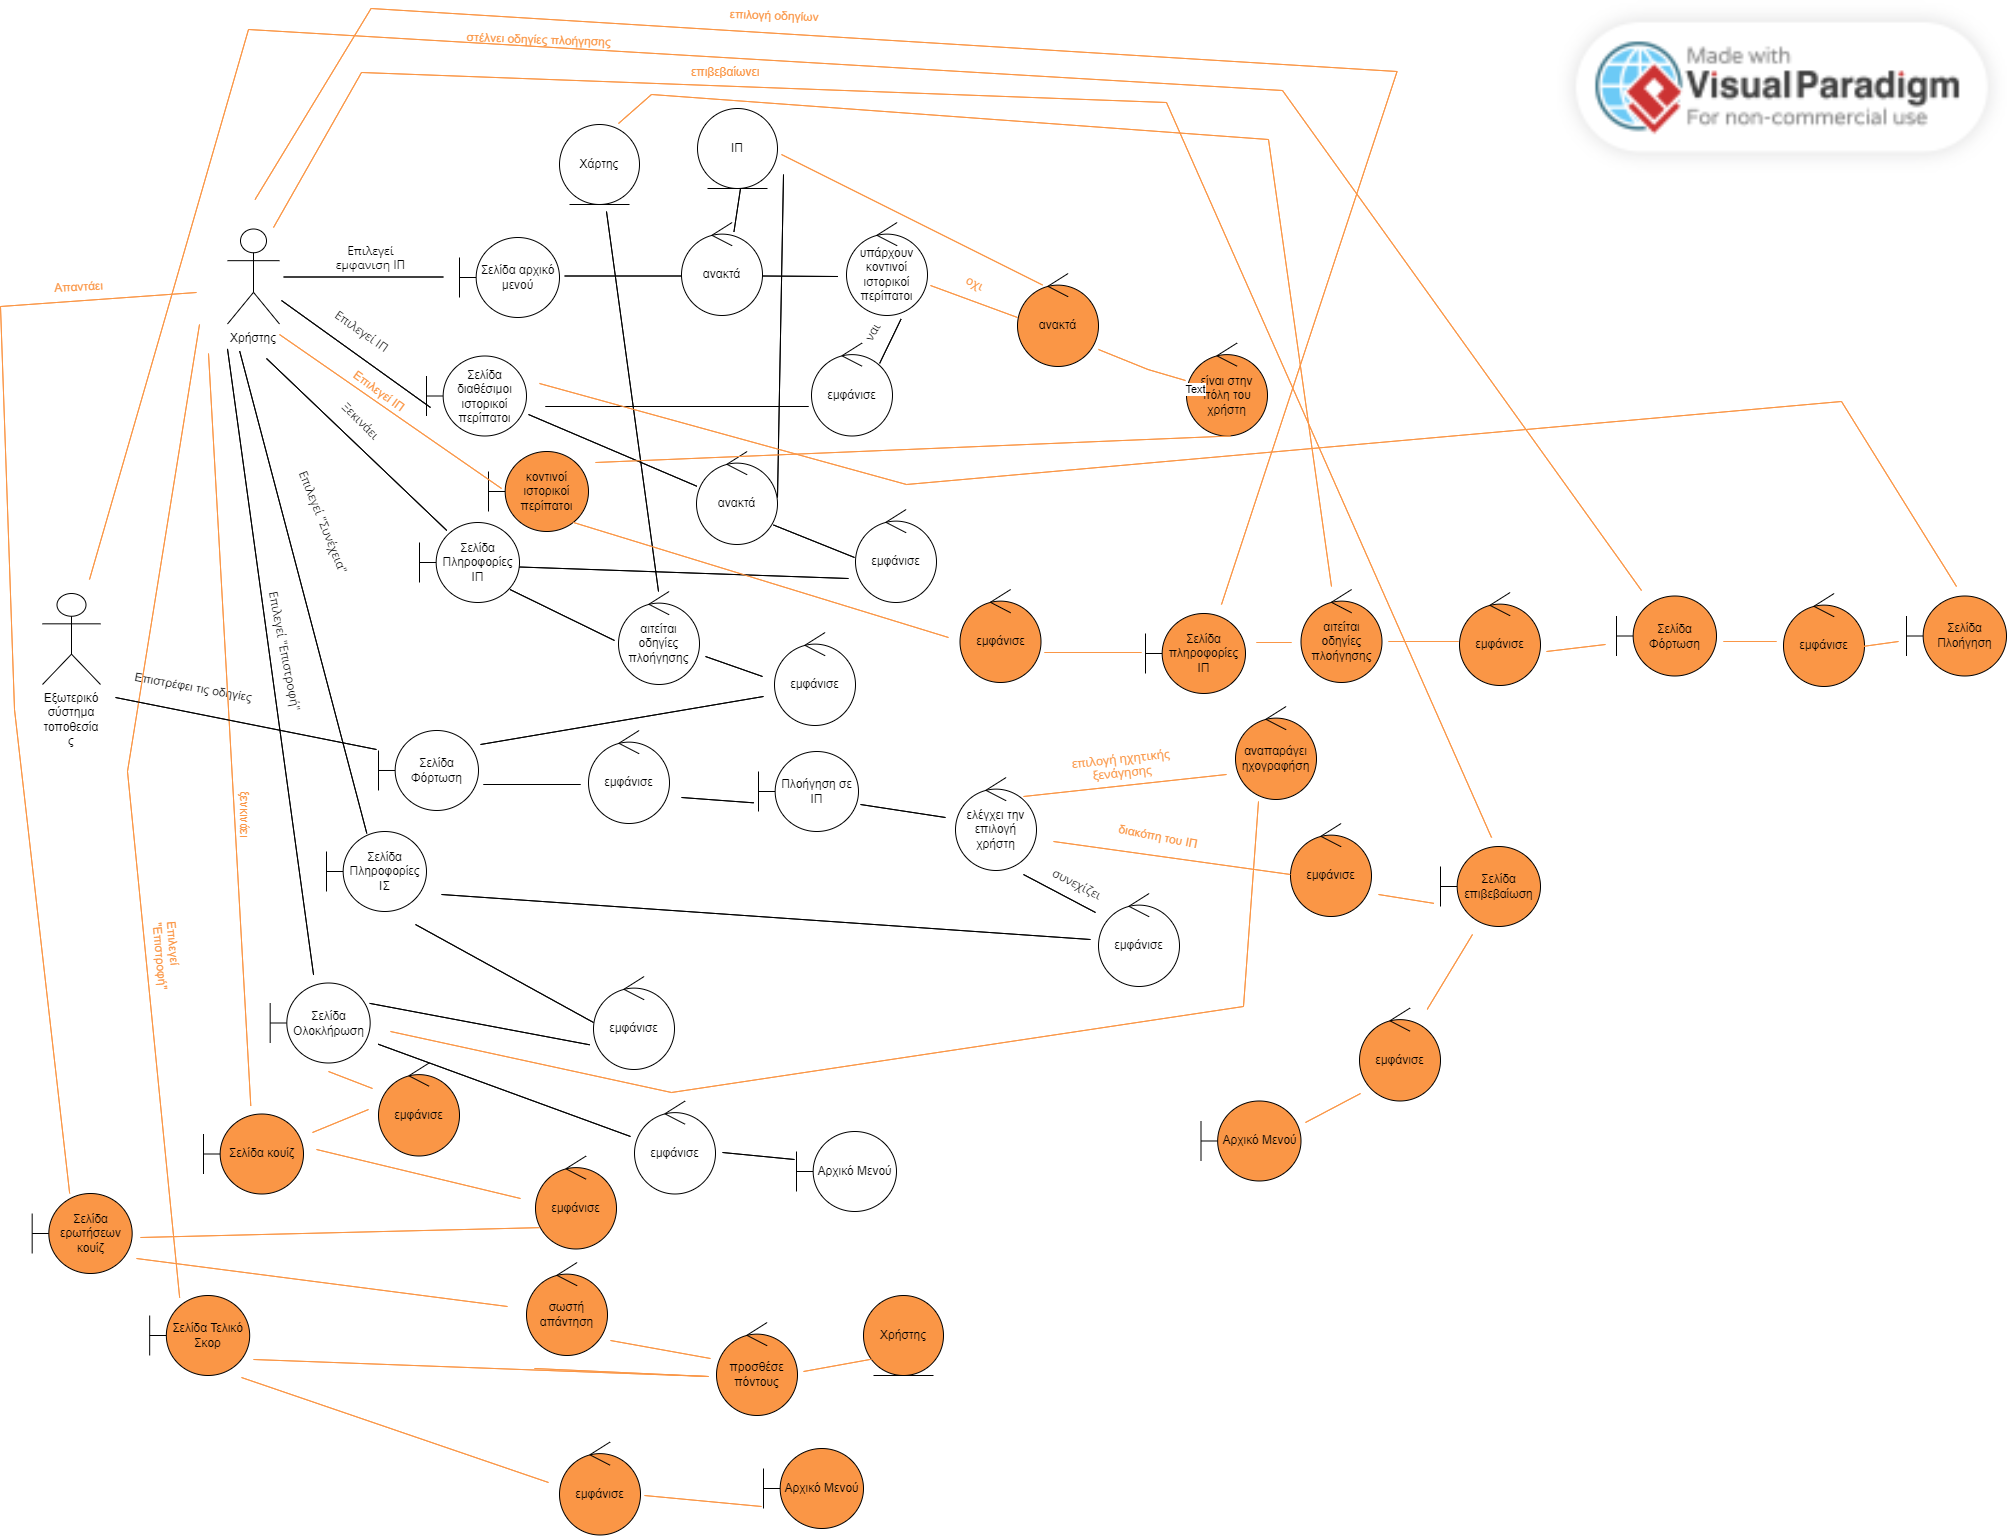 επιλογή οδηγίων
στέλνει οδηγίες πλοήγησης
επιβεβαίωνει
Made with
Visual Paradigm
For non-commercial use
Χάρτης
ΙΠ
Επιλεγεί
εμφανιση ΙΠ
Σελίδα αρχικό
μενού
ανακτά
υπάρχουν
κοντινοί
ιστορικοί
περίπατοι
οχι
Απαντάει
Χρήστης
Επιλεγεί ΙΠ
ναι
ανακτά
Επιλεγεί ΙΠ
Σελίδα
διαθέσιμοι
ιστορικοί
περίπατοι
εμφάνισε
Text
είναι στην
πόλη του
χρήστη
Ξεκινάει
κοντινοί
ιστορικοί
περίπατοι
ανακτά
Επιλεγεί "Συνέχεια"
Σελίδα
Πληροφορίες
ΙΠ
εμφάνισε
Επιλεγεί "Επιστροφή"
αιτείται
οδηγίες
πλοήγησης
εμφάνισε
εμφάνισε
Σελίδα
πληροφορίες
ΙΠ
αιτείται
οδηγίες
πλοήγησης
εμφάνισε
Σελίδα
Φόρτωση
εμφάνισε
Σελίδα
Πλοήγηση
Εξωτερικό
σύστημα
τοποθεσία
ς
Επιστρέφει τις οδηγίες
Σελίδα
Φόρτωση
εμφάνισε
Πλοήγηση σε
ΙΠ
επιλογή ηχητικής
ξενάγησης
αναπαράγει
ηχογραφήση
ξεκινάει
ελέγχει την
επιλογή
χρήστη
διακόπη του ΙΠ
Σελίδα
Πληροφορίες
ΙΣ
συνεχίζει
εμφάνισε
Σελίδα
επιβεβαίωση
Επιλεγεί
"Επιστροφή"
εμφάνισε
Σελίδα
Ολοκλήρωση
εμφάνισε
εμφάνισε
εμφάνισε
Σελίδα κουίζ
εμφάνισε
Αρχικό Μενού
Αρχικό Μενού
Σελίδα
ερωτήσεων
κουίζ
εμφάνισε
σωστή
απάντηση
Σελίδα Τελικό
Σκορ
προσθέσε
πόντους
Χρήστης
εμφάνισε
Αρχικό Μενού